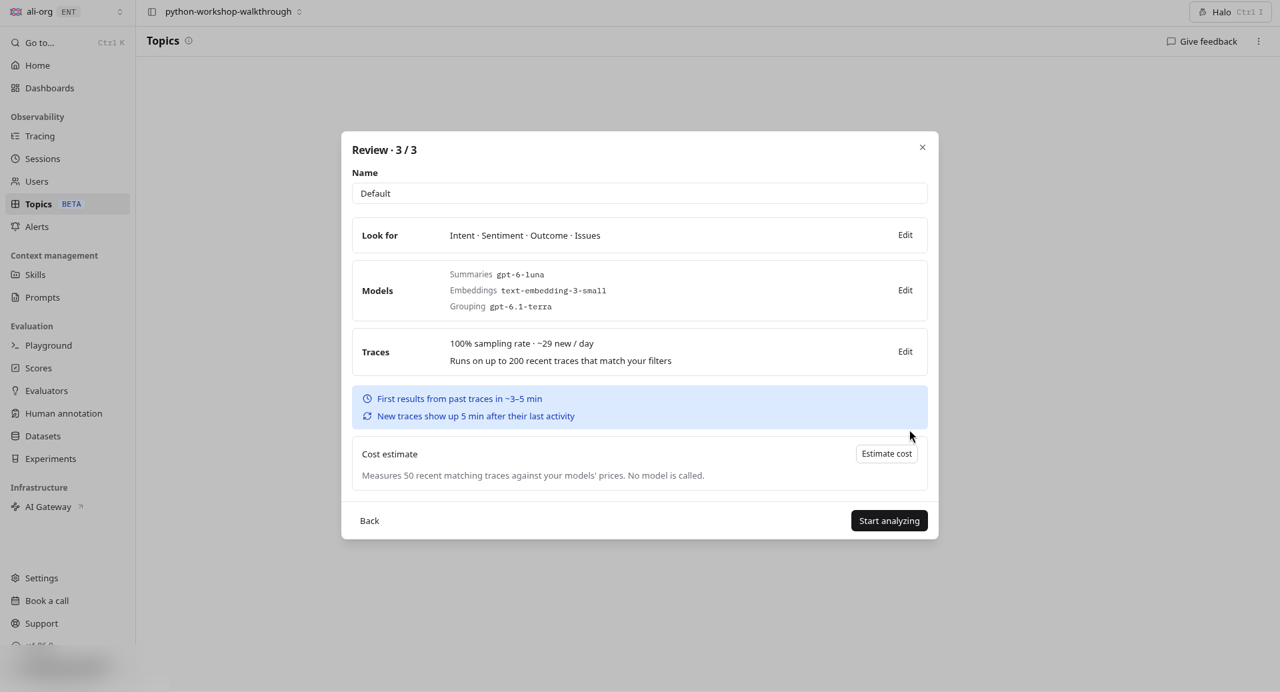 ali-org ENT
python-workshop-walkthrough
Halo Ctrl I
Go to... Ctrl K
Home
Dashboards
Observability
Tracing
Sessions
Users
Topics BETA
Alerts
Context management
Skills
Prompts
Evaluation
Playground
Scores
Evaluators
Human annotation
Datasets
Experiments
Infrastructure
AI Gateway
Settings
Book a call
Support
Topics
Give feedback
Review · 3 / 3
Name
Default
Look for
Intent · Sentiment · Outcome · Issues
Edit
Models
Summaries gpt-6-luna
Embeddings text-embedding-3-small
Grouping gpt-6.1-terra
Edit
Traces
100% sampling rate · ~29 new / day
Runs on up to 200 recent traces that match your filters
Edit
First results from past traces in ~3–5 min
New traces show up 5 min after their last activity
Cost estimate
Estimate cost
Measures 50 recent matching traces against your models' prices. No model is called.
Back
Start analyzing